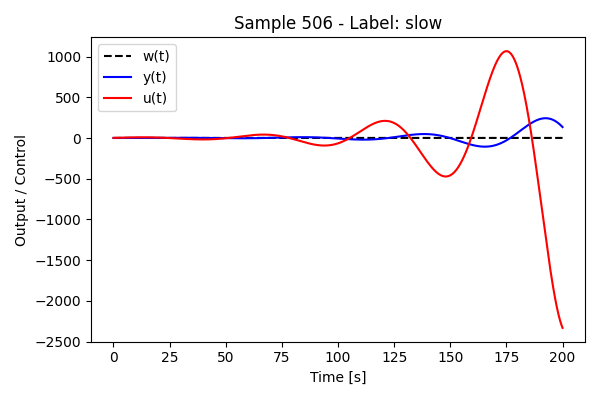 Sample 506 - Label: slow
w(t)
y(t)
u(t)
Output / Control
1000
500
0
−500
−1000
−1500
−2000
−2500
0 25 50 75 100 125 150 175 200
Time [s]